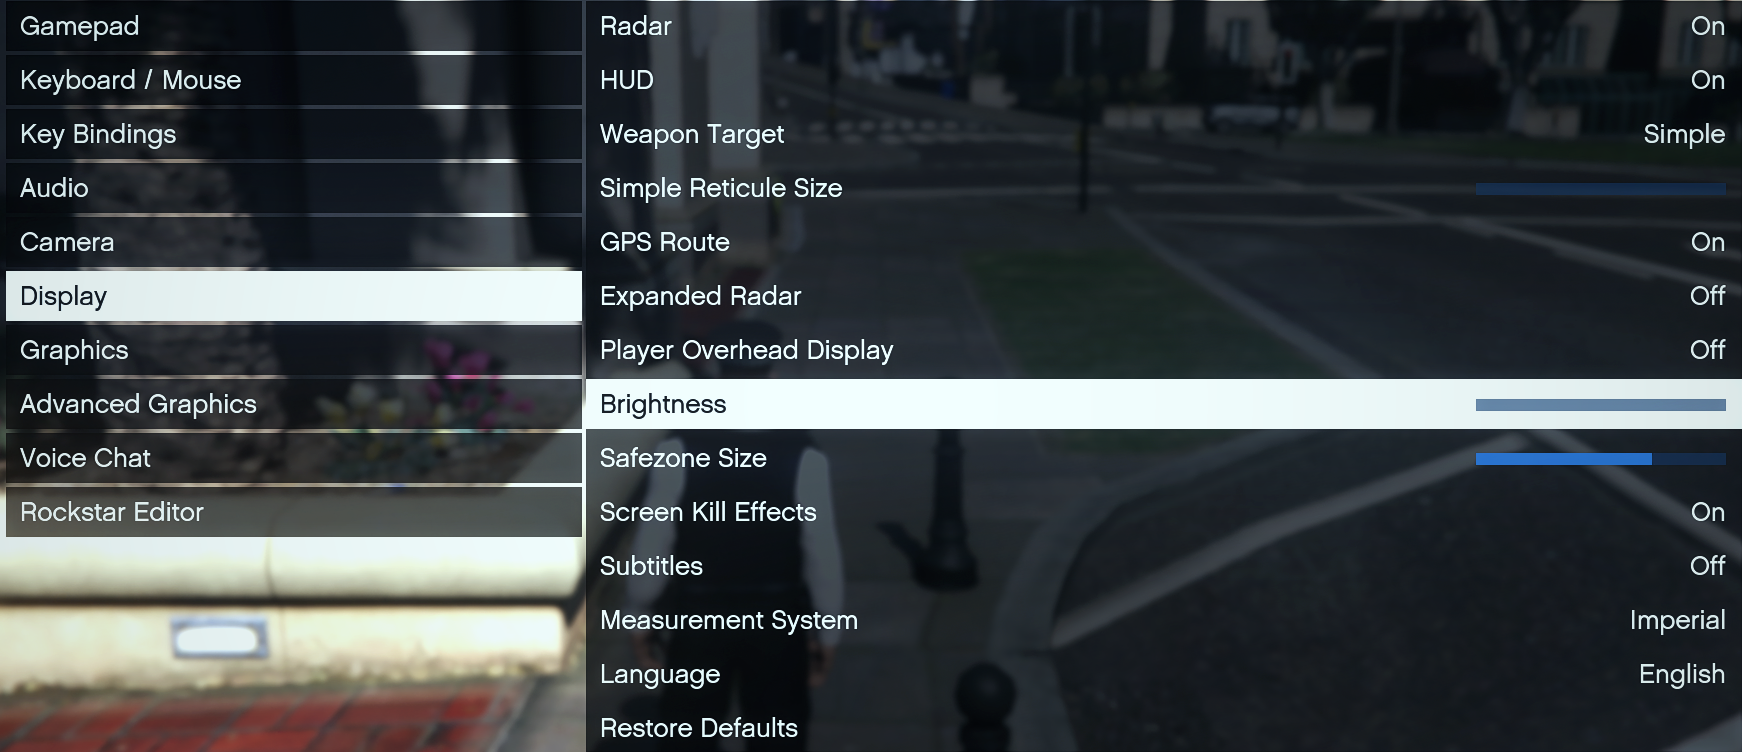 Gamepad
Keyboard / Mouse
Key Bindings
Audio
Camera
Display
Graphics
Advanced Graphics
Voice Chat
Rockstar Editor
Radar On
HUD On
Weapon Target Simple
Simple Reticule Size
GPS Route On
Expanded Radar Off
Player Overhead Display Off
Brightness
Safezone Size
Screen Kill Effects On
Subtitles Off
Measurement System Imperial
Language English
Restore Defaults